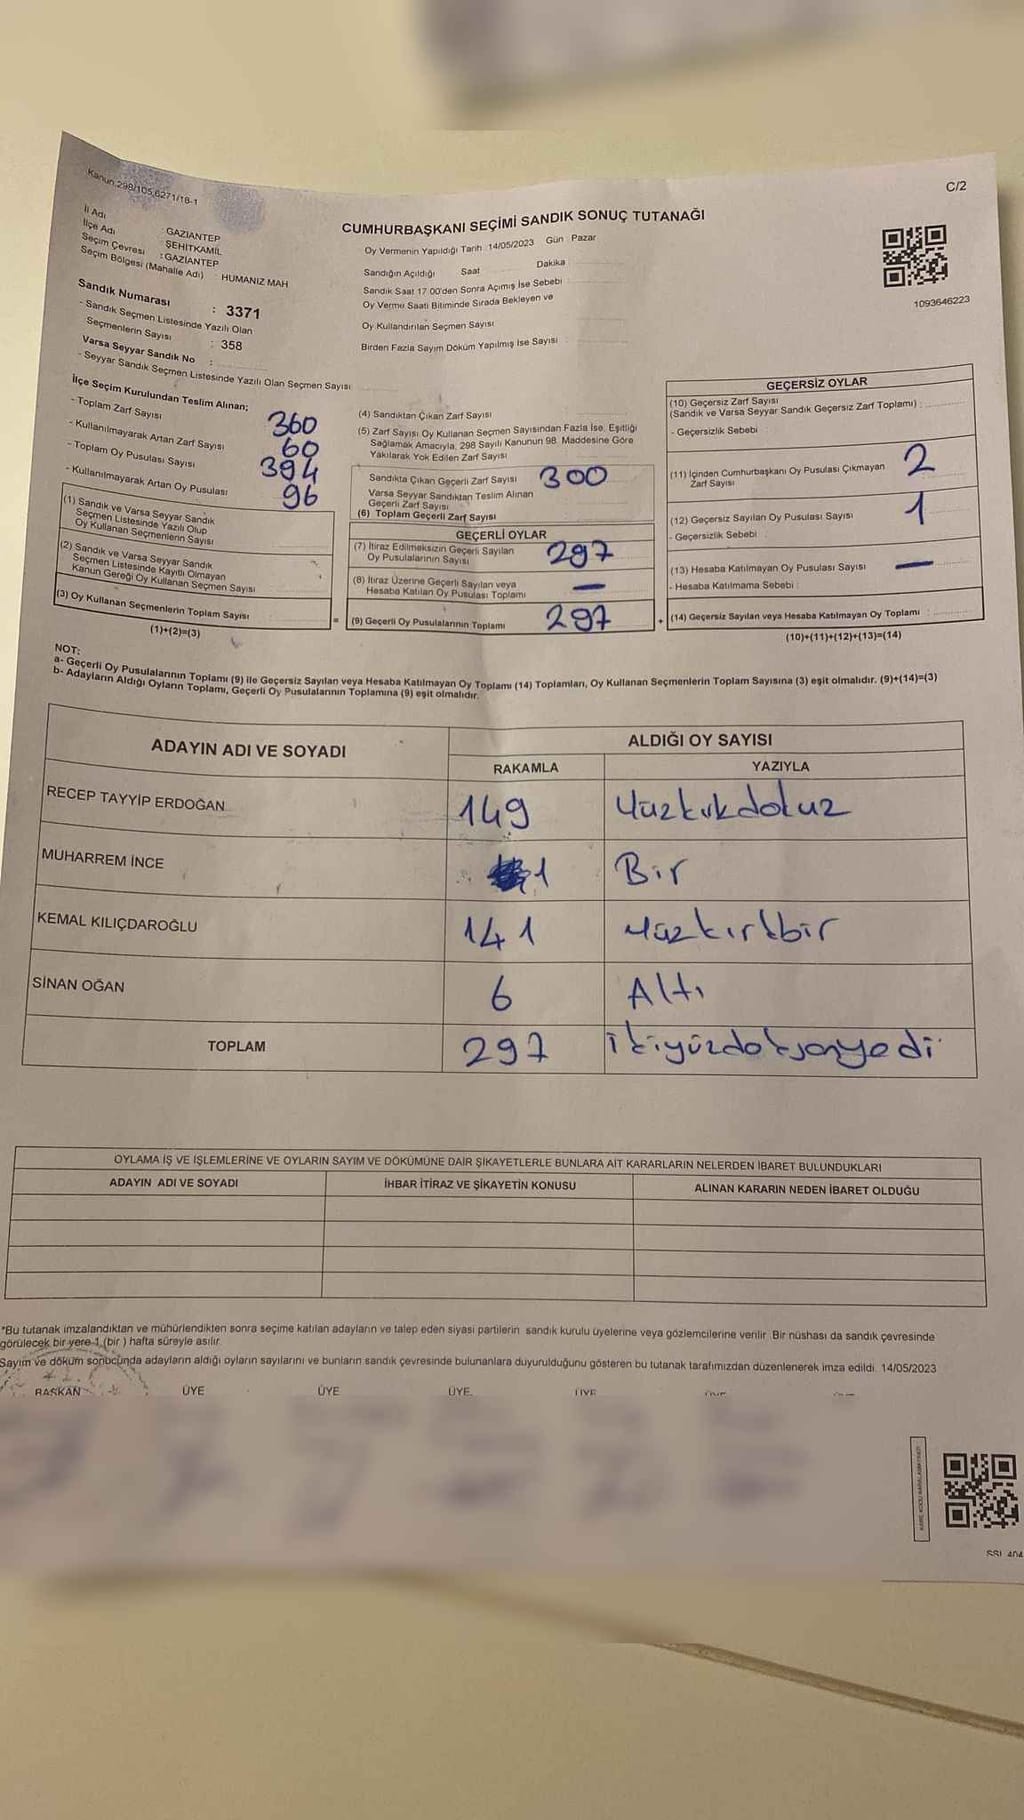 Kanun.298/105,6271/18-1
C/2
İl Adı : GAZİANTEP
İlçe Adı : ŞEHİTKAMİL
Seçim Çevresi : GAZİANTEP
Seçim Bölgesi (Mahalle Adı) : HUMANIZ MAH
Sandık Numarası : 3371
- Sandık Seçmen Listesinde Yazılı Olan
Seçmenlerin Sayısı : 358
Varsa Seyyar Sandık No :
- Seyyar Sandık Seçmen Listesinde Yazılı Olan Seçmen Sayısı
CUMHURBAŞKANI SEÇİMİ SANDIK SONUÇ TUTANAĞI
Oy Vermenin Yapıldığı Tarih : 14/05/2023 Gün : Pazar
Sandığın Açıldığı Saat Dakika
Sandık Saat 17:00'den Sonra Açımış İse Sebebi
Oy Verme Saati Bitiminde Sırada Bekleyen ve
Oy Kullandırılan Seçmen Sayısı
Birden Fazla Sayım Döküm Yapılmış İse Sayısı :
1093646223
İlçe Seçim Kurulundan Teslim Alınan;
- Toplam Zarf Sayısı 360
- Kullanılmayarak Artan Zarf Sayısı 60
- Toplam Oy Pusulası Sayısı 394
- Kullanılmayarak Artan Oy Pusulası 96
(1) Sandık ve Varsa Seyyar Sandık
Seçmen Listesinde Yazılı Olup
Oy Kullanan Seçmenlerin Sayısı
(2) Sandık ve Varsa Seyyar Sandık
Seçmen Listesinde Kayıtlı Olmayan
Kanun Gereği Oy Kullanan Seçmen Sayısı
(3) Oy Kullanan Seçmenlerin Toplam Sayısı =
(1)+(2)=(3)
(4) Sandıktan Çıkan Zarf Sayısı
(5) Zarf Sayısı Oy Kullanan Seçmen Sayısından Fazla İse, Eşitliği
Sağlamak Amacıyla, 298 Sayılı Kanunun 98. Maddesine Göre
Yakılarak Yok Edilen Zarf Sayısı
Sandıkta Çıkan Geçerli Zarf Sayısı 300
Varsa Seyyar Sandıktan Teslim Alınan
Geçerli Zarf Sayısı
(6) Toplam Geçerli Zarf Sayısı
GEÇERLİ OYLAR
(7) İtiraz Edilmeksizin Geçerli Sayılan
Oy Pusulalarının Sayısı 297
(8) İtiraz Üzerine Geçerli Sayılan veya
Hesaba Katılan Oy Pusulası Toplamı —
(9) Geçerli Oy Pusulalarının Toplamı 297 +
GEÇERSİZ OYLAR
(10) Geçersiz Zarf Sayısı
(Sandık ve Varsa Seyyar Sandık Geçersiz Zarf Toplamı) :
- Geçersizlik Sebebi :
(11) İçinden Cumhurbaşkanı Oy Pusulası Çıkmayan
Zarf Sayısı 2
(12) Geçersiz Sayılan Oy Pusulası Sayısı 1
- Geçersizlik Sebebi :
(13) Hesaba Katılmayan Oy Pusulası Sayısı —
- Hesaba Katılmama Sebebi :
(14) Geçersiz Sayılan veya Hesaba Katılmayan Oy Toplamı :
(10)+(11)+(12)+(13)=(14)
NOT:
a- Geçerli Oy Pusulalarının Toplamı (9) ile Geçersiz Sayılan veya Hesaba Katılmayan Oy Toplamı (14) Toplamları, Oy Kullanan Seçmenlerin Toplam Sayısına (3) eşit olmalıdır. (9)+(14)=(3)
b- Adayların Aldığı Oyların Toplamı, Geçerli Oy Pusulalarının Toplamına (9) eşit olmalıdır.
ADAYIN ADI VE SOYADI ALDIĞI OY SAYISI
RAKAMLA YAZIYLA
RECEP TAYYİP ERDOĞAN 149 Yüzkırkdokuz
MUHARREM İNCE 1 Bir
KEMAL KILIÇDAROĞLU 141 Yüzkırkbir
SİNAN OĞAN 6 Altı
TOPLAM 297 İkiyüzdoksanyedi
OYLAMA İŞ VE İŞLEMLERİNE VE OYLARIN SAYIM VE DÖKÜMÜNE DAİR ŞİKAYETLERLE BUNLARA AİT KARARLARIN NELERDEN İBARET BULUNDUKLARI
ADAYIN ADI VE SOYADI İHBAR İTİRAZ VE ŞİKAYETİN KONUSU ALINAN KARARIN NEDEN İBARET OLDUĞU
*Bu tutanak imzalandıktan ve mühürlendikten sonra seçime katılan adayların ve talep eden siyasi partilerin sandık kurulu üyelerine veya gözlemcilerine verilir. Bir nüshası da sandık çevresinde
görülecek bir yere 1 (bir) hafta süreyle asılır.
Sayım ve döküm sonucunda adayların aldığı oyların sayılarını ve bunların sandık çevresinde bulunanlara duyurulduğunu gösteren bu tutanak tarafımızdan düzenlenerek imza edildi. 14/05/2023
BAŞKAN ÜYE ÜYE ÜYE ÜYE